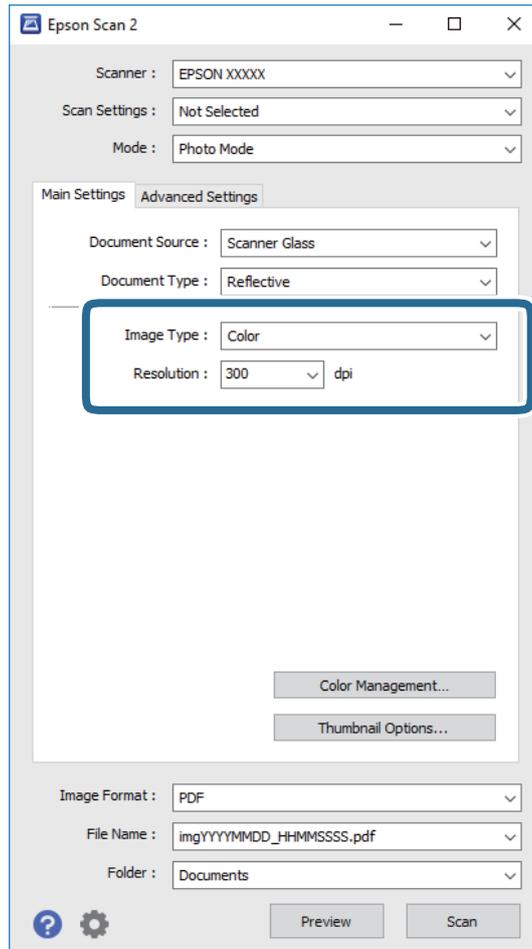 Epson Scan 2
Scanner : EPSON XXXXX
Scan Settings : Not Selected
Mode : Photo Mode
Main Settings Advanced Settings
Document Source : Scanner Glass
Document Type : Reflective
Image Type : Color
Resolution : 300 dpi
Color Management...
Thumbnail Options...
Image Format : PDF
File Name : imgYYYYMMDD_HHMMSSSS.pdf
Folder : Documents
? Preview Scan